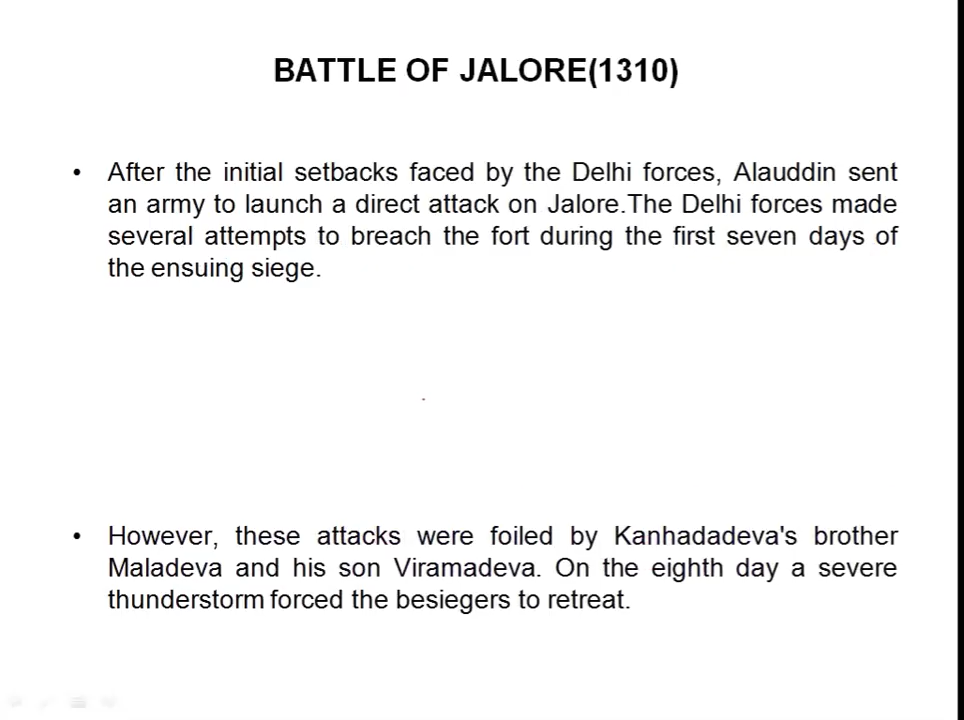 BATTLE OF JALORE(1310)
• After the initial setbacks faced by the Delhi forces, Alauddin sent
an army to launch a direct attack on Jalore.The Delhi forces made
several attempts to breach the fort during the first seven days of
the ensuing siege.
• However, these attacks were foiled by Kanhadadeva's brother
Maladeva and his son Viramadeva. On the eighth day a severe
thunderstorm forced the besiegers to retreat.